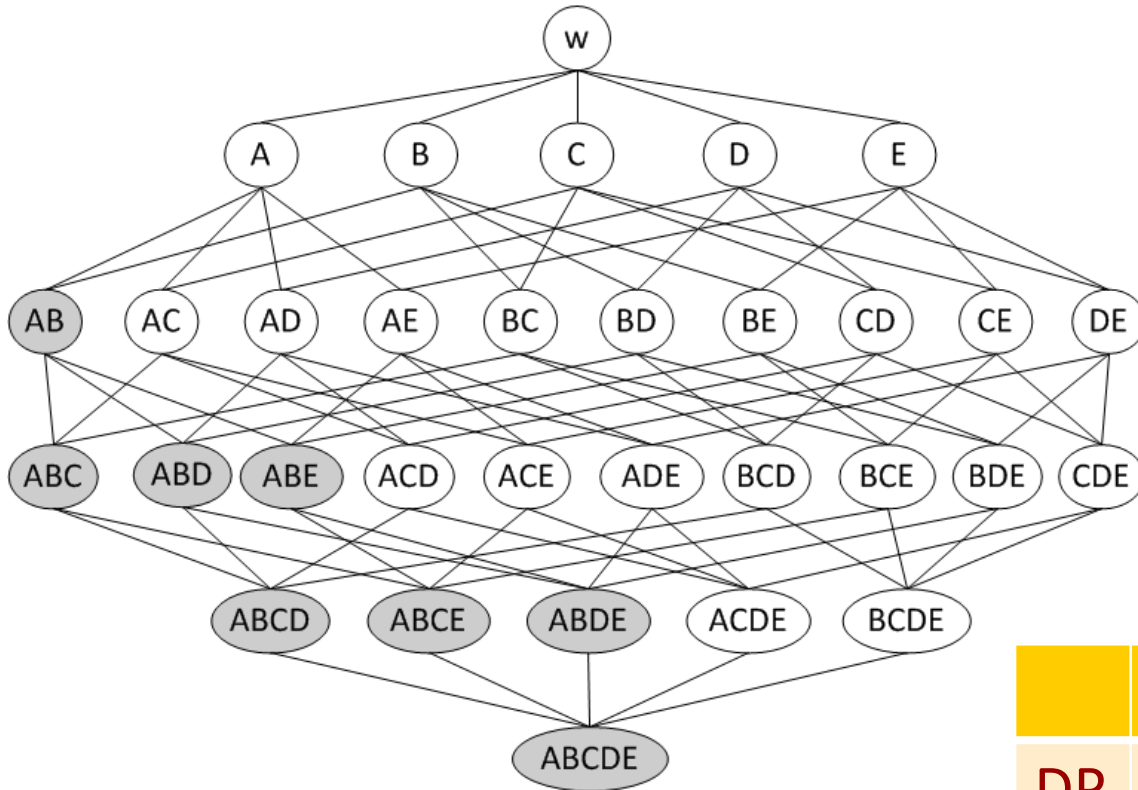 w
A B C D E
AB AC AD AE BC BD BE CD CE DE
ABC ABD ABE ACD ACE ADE BCD BCE BDE CDE
ABCD ABCE ABDE ACDE BCDE
ABCDE